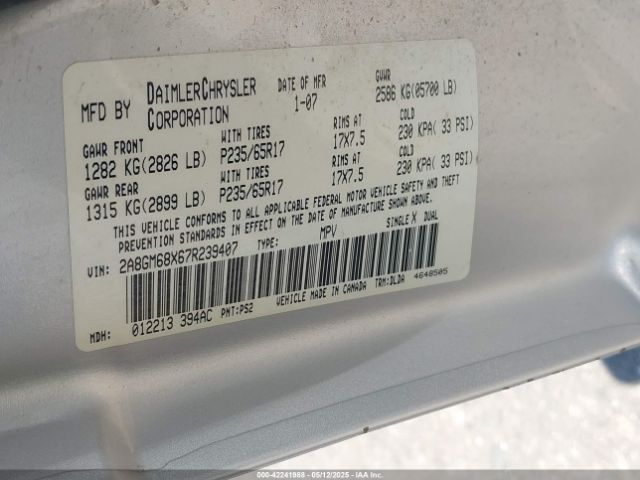 MFD BY DAIMLERCHRYSLER CORPORATION DATE OF MFR 1-07 GVWR 2586 KG(05700 LB)
GAWR FRONT WITH TIRES RIMS AT COLD
1282 KG(2826 LB) P235/65R17 17X7.5 230 KPA( 33 PSI)
GAWR REAR WITH TIRES RIMS AT COLD
1315 KG(2899 LB) P235/65R17 17X7.5 230 KPA( 33 PSI)
THIS VEHICLE CONFORMS TO ALL APPLICABLE FEDERAL MOTOR VEHICLE SAFETY AND THEFT
PREVENTION STANDARDS IN EFFECT ON THE DATE OF MANUFACTURE SHOWN ABOVE.
VIN: 2A8GM68X67R239407 TYPE: MPV SINGLE X DUAL
MDH: 012213 394AC PNT:PS2 VEHICLE MADE IN CANADA TRM:DLDA 4648505
000-42241988 - 05/12/2025 - IAA Inc.